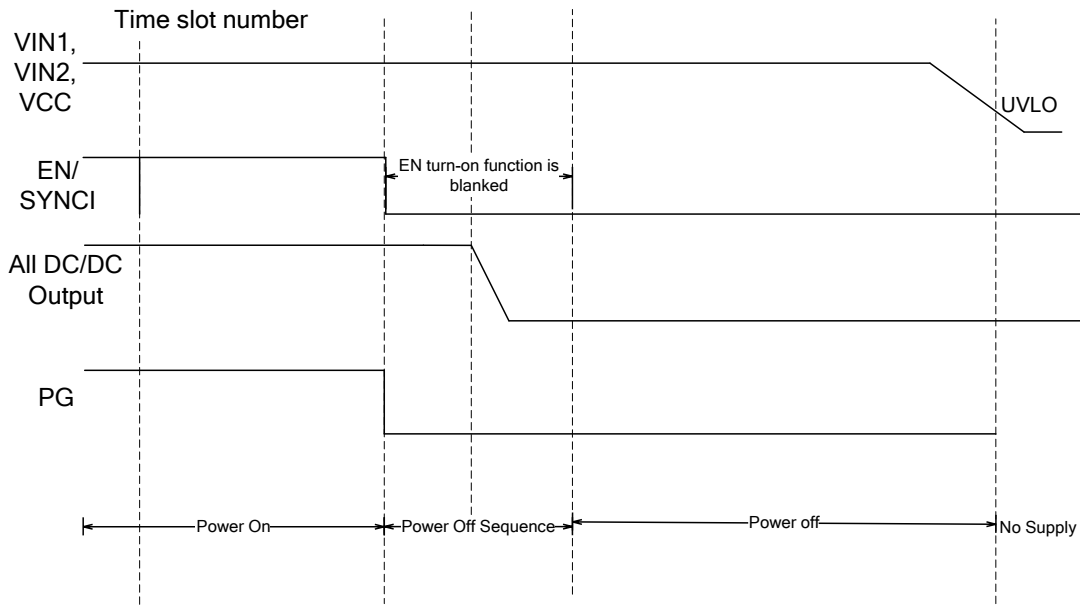 Time slot number
VIN1,
VIN2,
VCC
UVLO
EN/
SYNCI
EN turn-on function is
blanked
All DC/DC
Output
PG
Power On
Power Off Sequence
Power off
No Supply